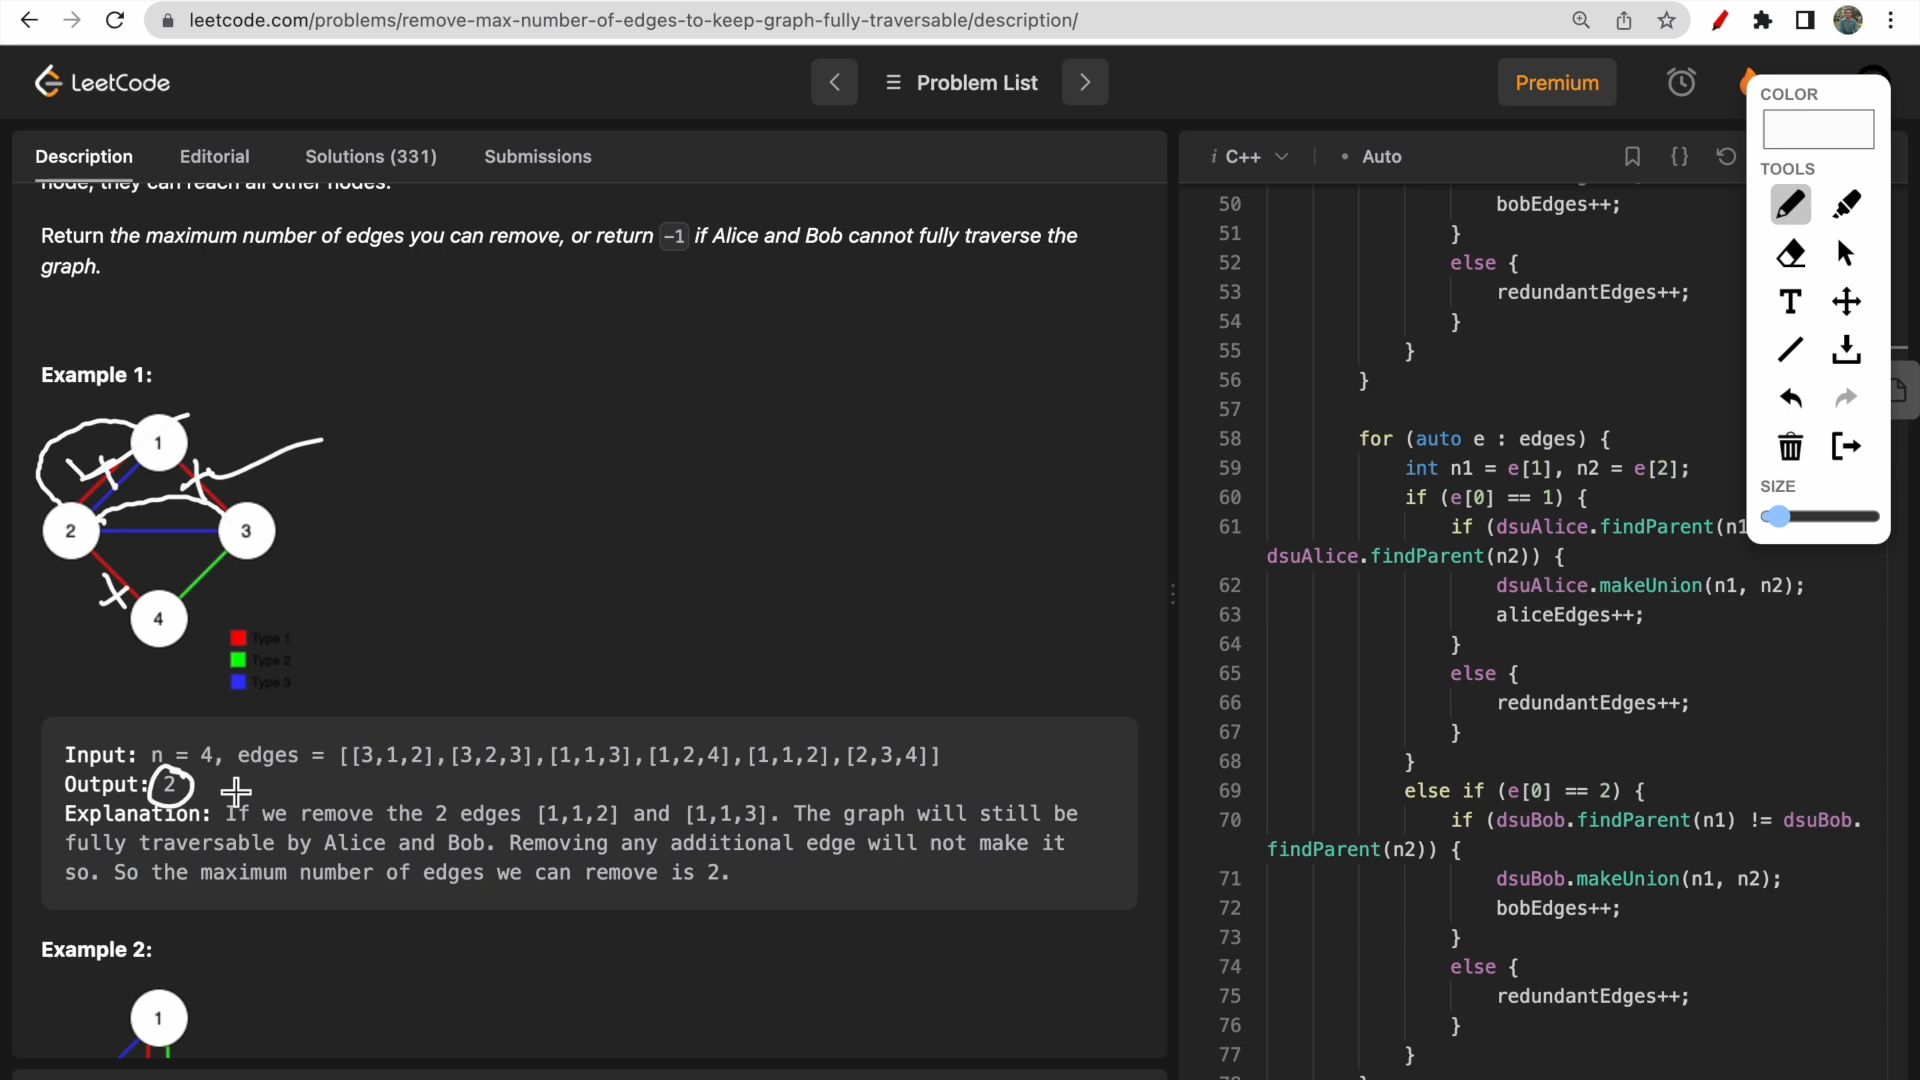 leetcode.com/problems/remove-max-number-of-edges-to-keep-graph-fully-traversable/description/
LeetCode
Problem List
Premium
Description
Editorial
Solutions (331)
Submissions
node, they can reach all other nodes.
Return the maximum number of edges you can remove, or return -1 if Alice and Bob cannot fully traverse the
graph.
Example 1:
1
2
3
4
Type 1
Type 2
Type 3
Input: n = 4, edges = [[3,1,2],[3,2,3],[1,1,3],[1,2,4],[1,1,2],[2,3,4]]
Output: 2
Explanation: If we remove the 2 edges [1,1,2] and [1,1,3]. The graph will still be
fully traversable by Alice and Bob. Removing any additional edge will not make it
so. So the maximum number of edges we can remove is 2.
Example 2:
1
i C++
• Auto
{}
50 bobEdges++;
51 }
52 else {
53 redundantEdges++;
54 }
55 }
56 }
57
58 for (auto e : edges) {
59 int n1 = e[1], n2 = e[2];
60 if (e[0] == 1) {
61 if (dsuAlice.findParent(n1
dsuAlice.findParent(n2)) {
62 dsuAlice.makeUnion(n1, n2);
63 aliceEdges++;
64 }
65 else {
66 redundantEdges++;
67 }
68 }
69 else if (e[0] == 2) {
70 if (dsuBob.findParent(n1) != dsuBob.
findParent(n2)) {
71 dsuBob.makeUnion(n1, n2);
72 bobEdges++;
73 }
74 else {
75 redundantEdges++;
76 }
77 }
COLOR
TOOLS
T
SIZE